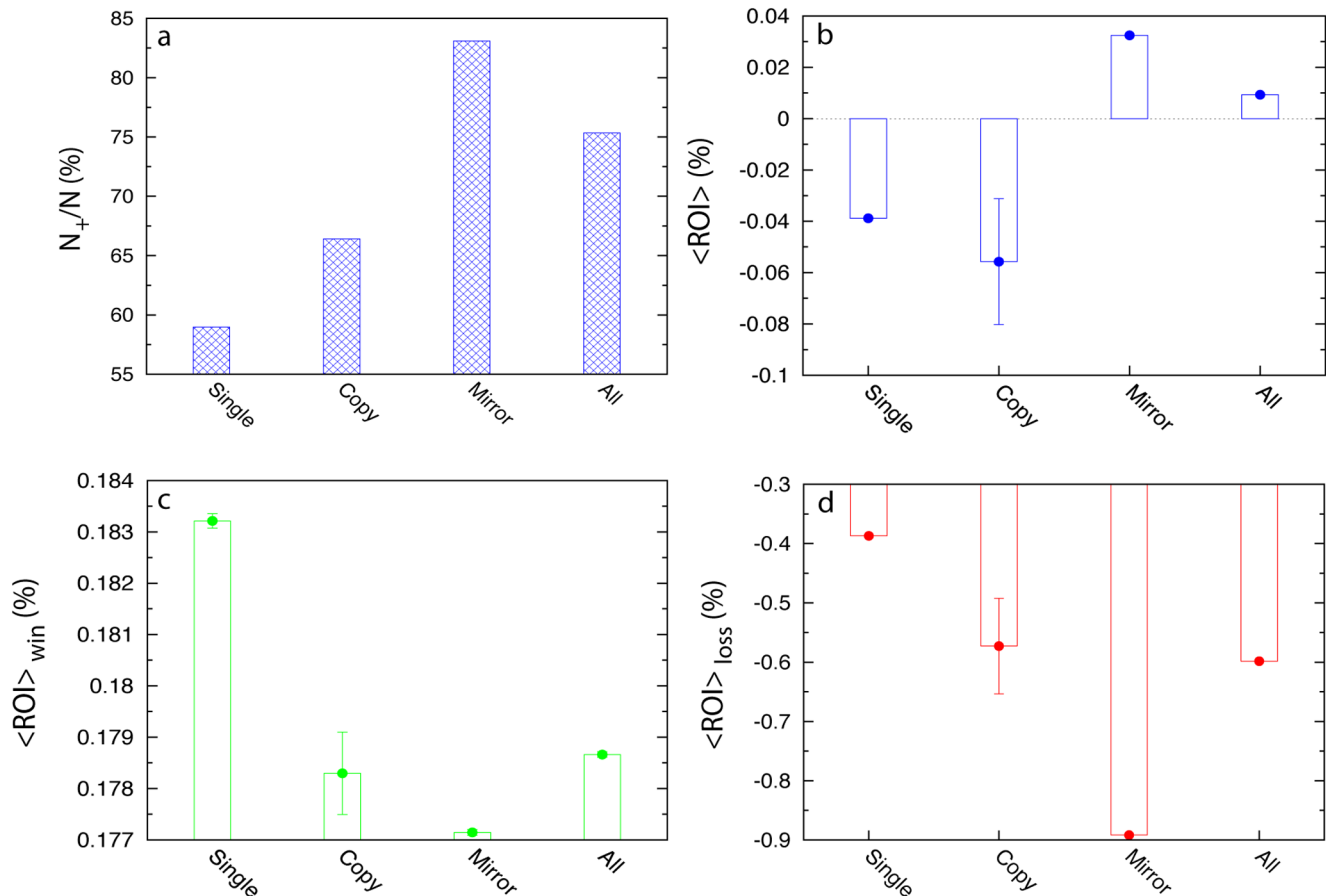 a
85
80
75
70
65
60
55
N+/N (%)
Single
Copy
Mirror
All
b
0.04
0.02
0
-0.02
-0.04
-0.06
-0.08
-0.1
<ROI> (%)
Single
Copy
Mirror
All
c
0.184
0.183
0.182
0.181
0.18
0.179
0.178
0.177
<ROI> win (%)
Single
Copy
Mirror
All
d
-0.3
-0.4
-0.5
-0.6
-0.7
-0.8
-0.9
<ROI> loss (%)
Single
Copy
Mirror
All